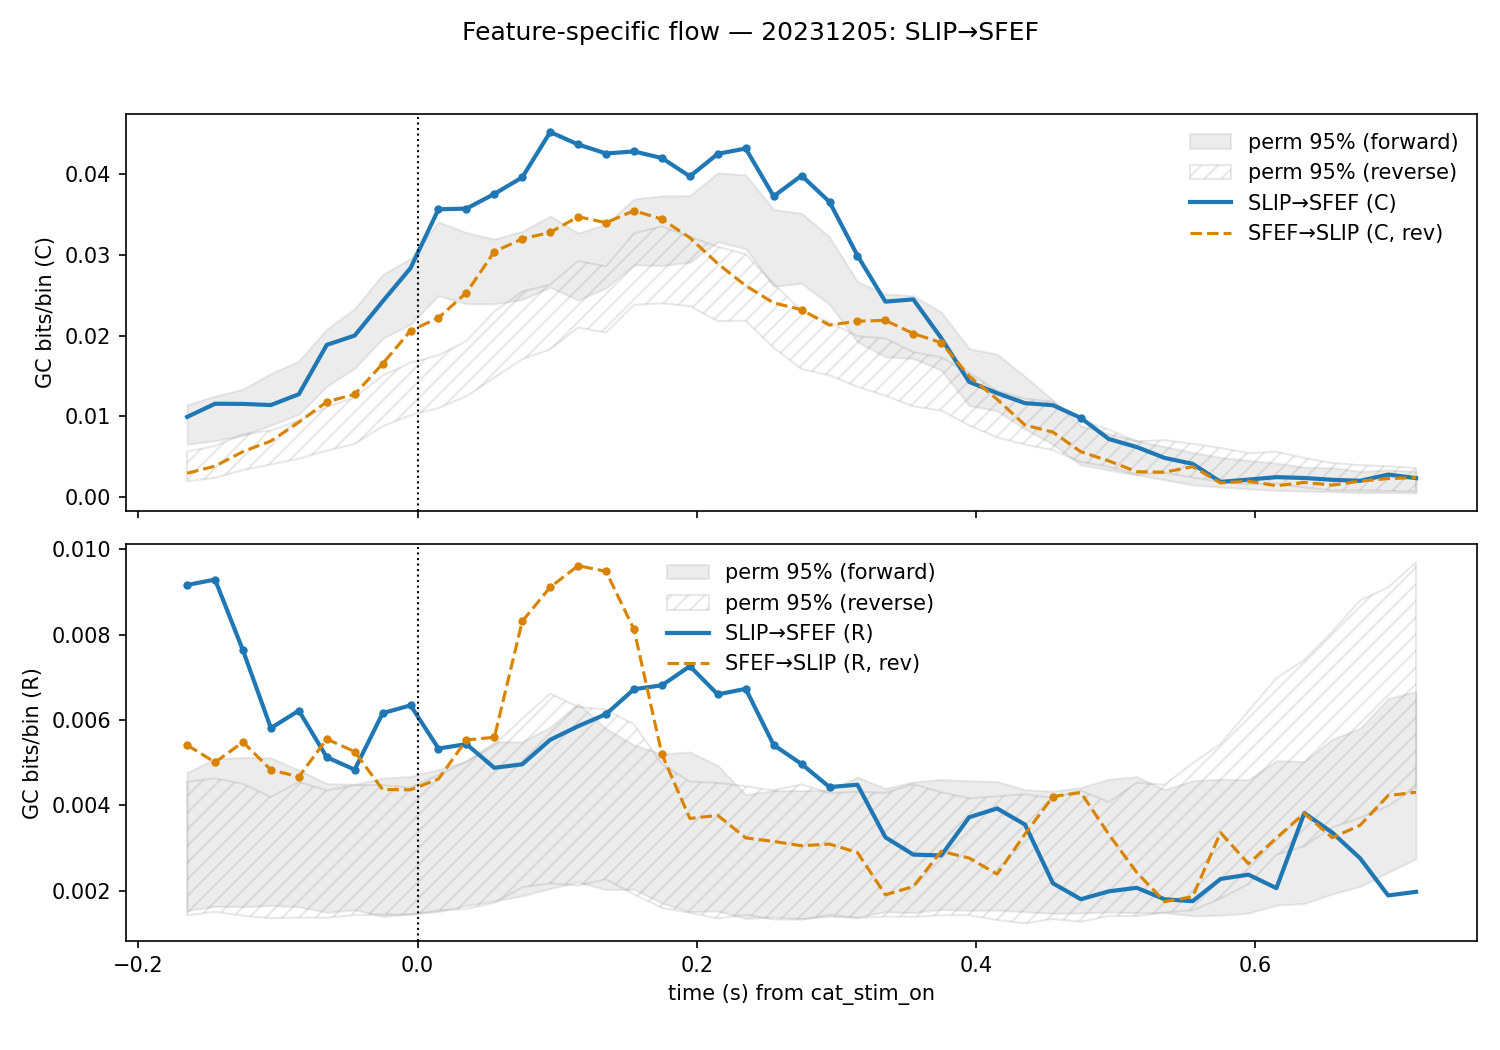 Feature-specific flow — 20231205: SLIP→SFEF
GC bits/bin (C)
0.04
0.03
0.02
0.01
0.00
perm 95% (forward)
perm 95% (reverse)
SLIP→SFEF (C)
SFEF→SLIP (C, rev)
GC bits/bin (R)
0.010
0.008
0.006
0.004
0.002
perm 95% (forward)
perm 95% (reverse)
SLIP→SFEF (R)
SFEF→SLIP (R, rev)
−0.2 0.0 0.2 0.4 0.6
time (s) from cat_stim_on